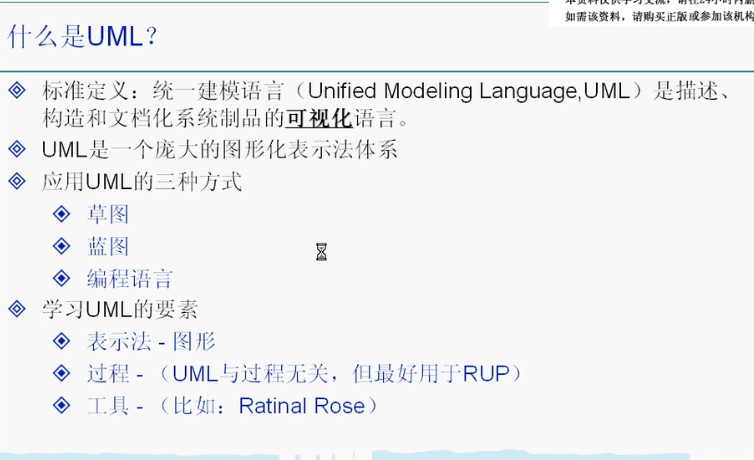 本资料仅供学习交流，请在24小时内删
如需该资料，请购买正版或参加该机构
什么是UML？
标准定义：统一建模语言（Unified Modeling Language,UML）是描述、
构造和文档化系统制品的可视化语言。
UML是一个庞大的图形化表示法体系
应用UML的三种方式
草图
蓝图
编程语言
学习UML的要素
表示法 - 图形
过程 - （UML与过程无关，但最好用于RUP）
工具 - （比如：Ratinal Rose）